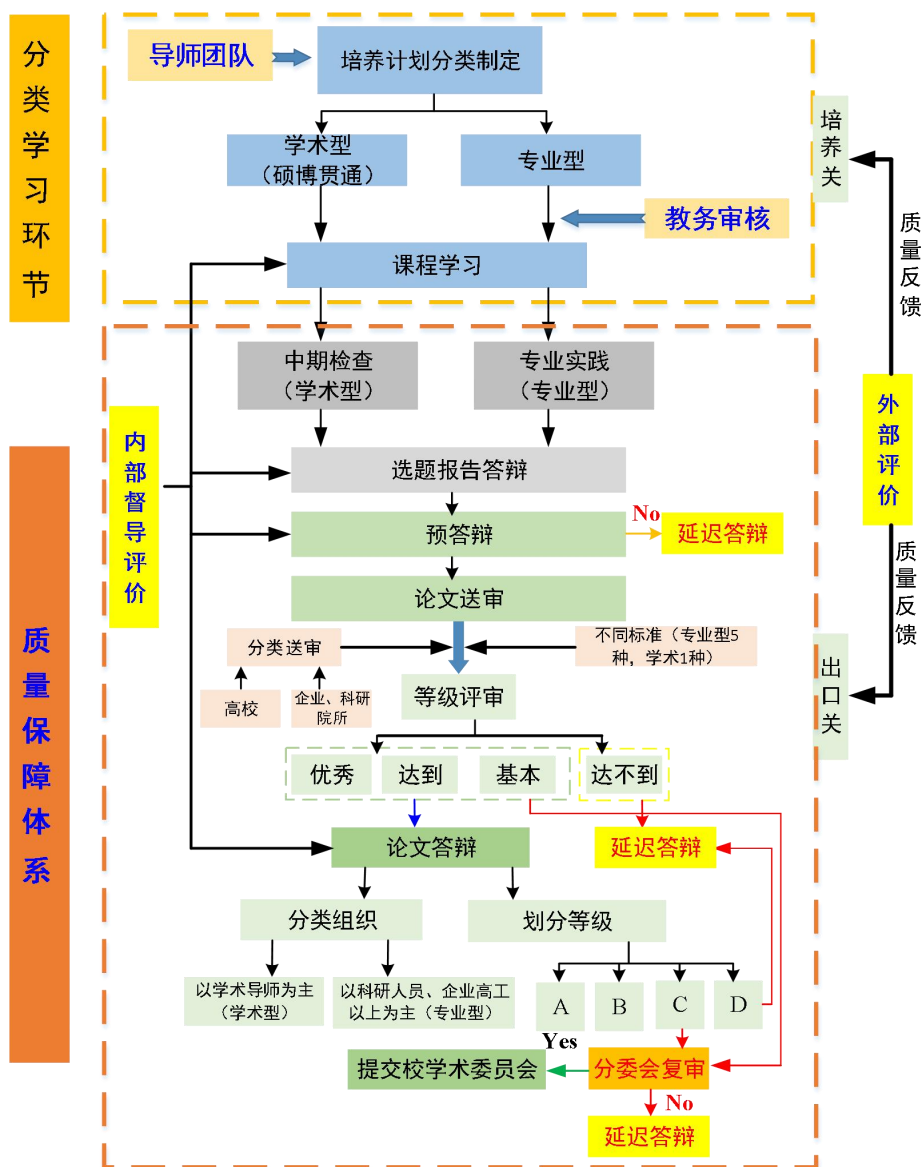 分类学习环节
导师团队
培养计划分类制定
学术型
（硕博贯通）
专业型
教务审核
课程学习
培养关
质量反馈
中期检查
（学术型）
专业实践
（专业型）
内部督导评价
外部评价
选题报告答辩
预答辩
No
延迟答辩
论文送审
质量反馈
分类送审
不同标准（专业型5
种，学术1种）
高校
企业、科研
院所
等级评审
出口关
质量保障体系
优秀
达到
基本
达不到
论文答辩
延迟答辩
分类组织
划分等级
以学术导师为主
（学术型）
以科研人员、企业高工
以上为主（专业型）
A
B
C
D
Yes
提交校学术委员会
分委会复审
No
延迟答辩